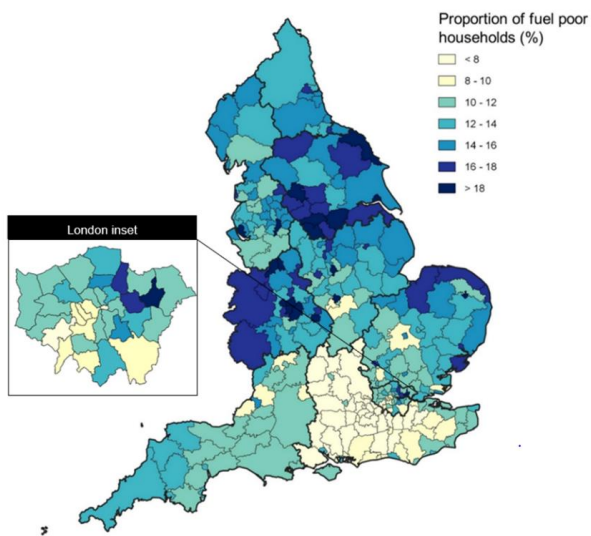 Proportion of fuel poor
households (%)
< 8
8 - 10
10 - 12
12 - 14
14 - 16
16 - 18
> 18
London inset